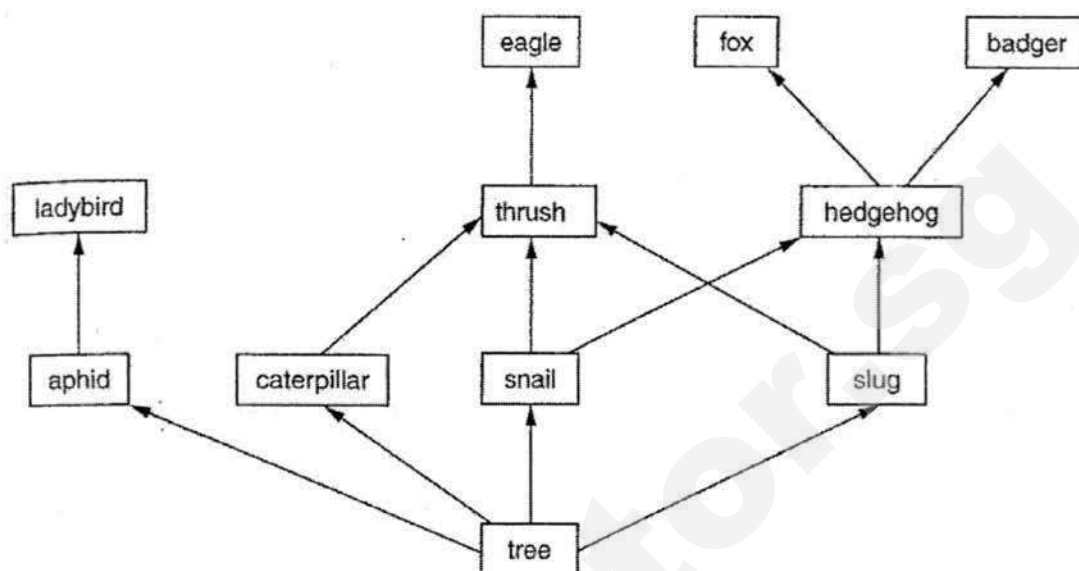 eagle fox badger
ladybird thrush hedgehog
aphid caterpillar snail slug
tree